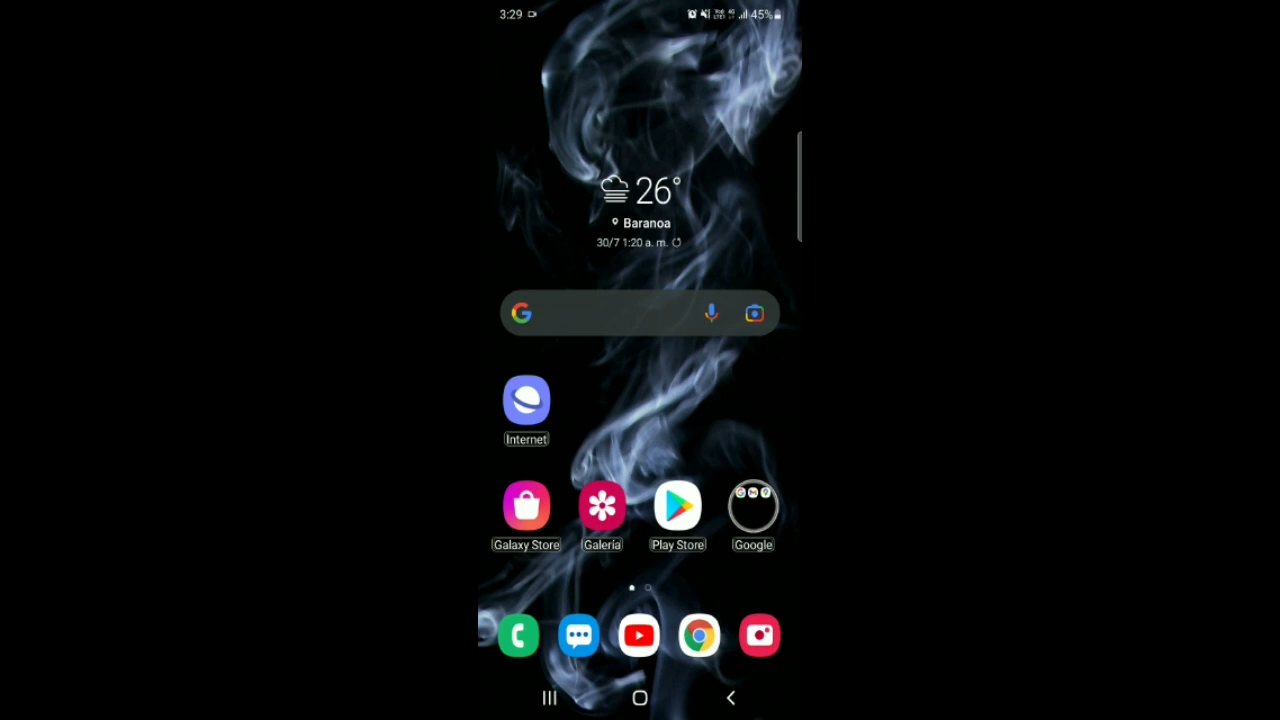 3:29
45%
26°
Baranoa
30/7 1:20 a. m.
Internet
Galaxy Store
Galería
Play Store
Google